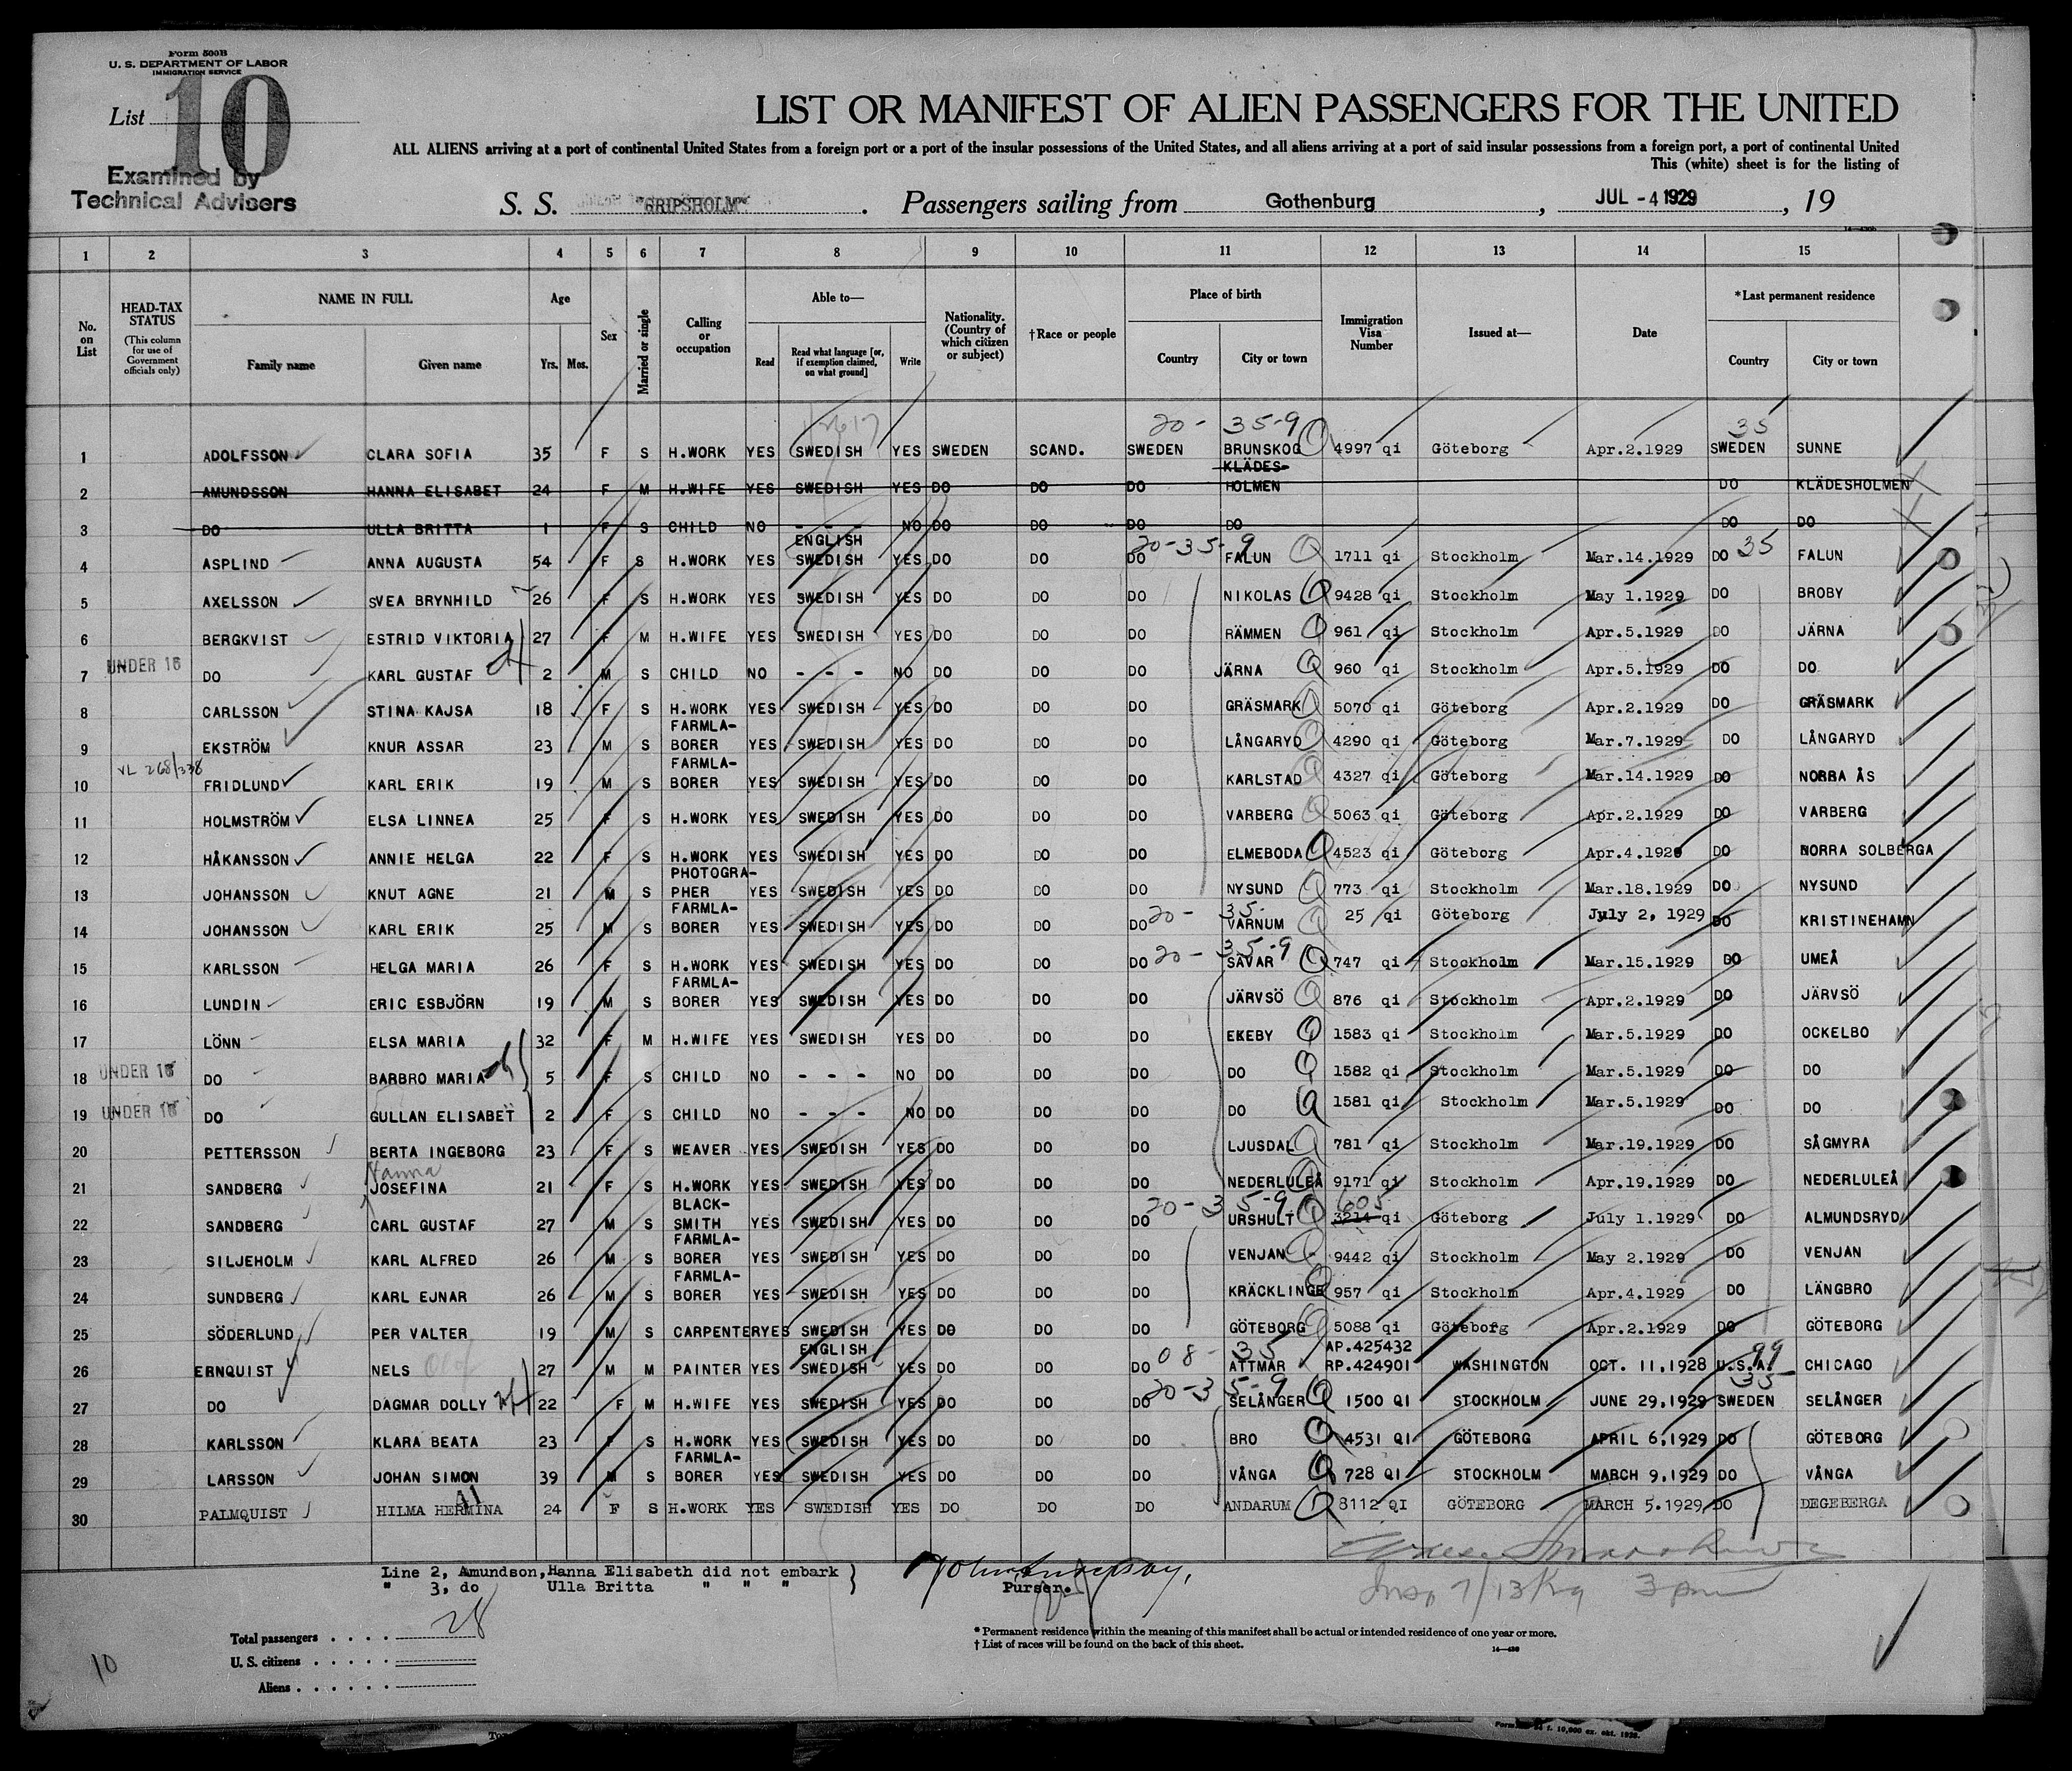 Form 500B
U. S. DEPARTMENT OF LABOR
IMMIGRATION SERVICE
List 10
Examined by
Technical Advisers
LIST OR MANIFEST OF ALIEN PASSENGERS FOR THE UNITED
ALL ALIENS arriving at a port of continental United States from a foreign port or a port of the insular possessions of the United States, and all aliens arriving at a port of said insular possessions from a foreign port, a port of continental United
This (white) sheet is for the listing of
S. S. "GRIPSHOLM". Passengers sailing from Gothenburg, JUL - 4 1929, 19
1 2 3 4 5 6 7 8 9 10 11 12 13 14 15
No. on List
HEAD-TAX STATUS
(This column for use of Government officials only)
NAME IN FULL
Family name Given name
Age
Yrs. Mos.
Sex
Married or single
Calling or occupation
Able to—
Read Read what language [or, if exemption claimed, on what ground] Write
Nationality. (Country of which citizen or subject)
†Race or people
Place of birth
Country City or town
Immigration Visa Number
Issued at—
Date
*Last permanent residence
Country City or town
20- 35-9 35
1 ADOLFSSON CLARA SOFIA 35 F S H.WORK YES SWEDISH YES SWEDEN SCAND. SWEDEN BRUNSKOG 4997 qi Göteborg Apr.2.1929 SWEDEN SUNNE
2 AMUNDSSON HANNA ELISABET 24 F M H.WIFE YES SWEDISH YES DO DO DO KLÄDES-HOLMEN DO KLÄDESHOLMEN
3 DO ULLA BRITTA 1 F S CHILD NO - - - NO DO DO DO DO DO DO
20-35-9 35
4 ASPLIND ANNA AUGUSTA 54 F S H.WORK YES ENGLISH SWEDISH YES DO DO DO FALUN 1711 qi Stockholm Mar.14.1929 DO FALUN
5 AXELSSON SVEA BRYNHILD 26 F S H.WORK YES SWEDISH YES DO DO DO NIKOLAS 9428 qi Stockholm May 1.1929 DO BROBY
6 BERGKVIST ESTRID VIKTORIA 27 F M H.WIFE YES SWEDISH YES DO DO DO RÄMMEN 961 qi Stockholm Apr.5.1929 DO JÄRNA
7 UNDER 16 DO KARL GUSTAF 2 M S CHILD NO - - - NO DO DO DO JÄRNA 960 qi Stockholm Apr.5.1929 DO DO
8 CARLSSON STINA KAJSA 18 F S H.WORK YES SWEDISH YES DO DO DO GRÄSMARK 5070 qi Göteborg Apr.2.1929 DO GRÄSMARK
9 EKSTRÖM KNUR ASSAR 23 M S FARMLA-BORER YES SWEDISH YES DO DO DO LÅNGARYD 4290 qi Göteborg Mar.7.1929 DO LÅNGARYD
VL 268/338
10 FRIDLUND KARL ERIK 19 M S FARMLA-BORER YES SWEDISH YES DO DO DO KARLSTAD 4327 qi Göteborg Mar.14.1929 DO NORRA ÅS
11 HOLMSTRÖM ELSA LINNEA 25 F S H.WORK YES SWEDISH YES DO DO DO VARBERG 5063 qi Göteborg Apr.2.1929 DO VARBERG
12 HÅKANSSON ANNIE HELGA 22 F S H.WORK YES SWEDISH YES DO DO DO ELMEBODA 4523 qi Göteborg Apr.4.1929 DO NORRA SOLBERGA
13 JOHANSSON KNUT AGNE 21 M S PHOTOGRA-PHER YES SWEDISH YES DO DO DO NYSUND 773 qi Stockholm Mar.18.1929 DO NYSUND
20- 35-
14 JOHANSSON KARL ERIK 25 M S FARMLA-BORER YES SWEDISH YES DO DO DO VARNUM 25 qi Göteborg July 2, 1929 DO KRISTINEHAMN
20- 35-9
15 KARLSSON HELGA MARIA 26 F S H.WORK YES SWEDISH YES DO DO DO SÄVAR 747 qi Stockholm Mar.15.1929 DO UMEÅ
16 LUNDIN ERIC ESBJÖRN 19 M S FARMLA-BORER YES SWEDISH YES DO DO DO JÄRVSÖ 876 qi Stockholm Apr.2.1929 DO JÄRVSÖ
17 LÖNN ELSA MARIA 32 F M H.WIFE YES SWEDISH YES DO DO DO EKEBY 1583 qi Stockholm Mar.5.1929 DO OCKELBO
18 UNDER 16 DO BARBRO MARIA 5 F S CHILD NO - - - NO DO DO DO DO 1582 qi Stockholm Mar.5.1929 DO DO
19 UNDER 16 DO GULLAN ELISABET 2 F S CHILD NO - - - NO DO DO DO DO 1581 qi Stockholm Mar.5.1929 DO DO
20 PETTERSSON BERTA INGEBORG 23 F S WEAVER YES SWEDISH YES DO DO DO LJUSDAL 781 qi Stockholm Mar.19.1929 DO SÅGMYRA
Hanna
21 SANDBERG JOSEFINA 21 F S H.WORK YES SWEDISH YES DO DO DO NEDERLULEÅ 9171 qi Stockholm Apr.19.1929 DO NEDERLULEÅ
20-35-9 605
22 SANDBERG CARL GUSTAF 27 M S BLACK-SMITH YES SWEDISH YES DO DO DO URSHULT 3214 qi Göteborg July 1.1929 DO ALMUNDSRYD
23 SILJEHOLM KARL ALFRED 26 M S FARMLA-BORER YES SWEDISH YES DO DO DO VENJAN 9442 qi Stockholm May 2.1929 DO VENJAN
24 SUNDBERG KARL EJNAR 26 M S FARMLA-BORER YES SWEDISH YES DO DO DO KRÄCKLINGE 957 qi Stockholm Apr.4.1929 DO LÄNGBRO
25 SÖDERLUND PER VALTER 19 M S CARPENTER YES SWEDISH YES DO DO DO GÖTEBORG 5088 qi Göteborg Apr.2.1929 DO GÖTEBORG
08- 35 99
26 ERNQUIST NELS Olof 27 M M PAINTER YES ENGLISH SWEDISH YES DO DO DO ATTMAR AP.425432 RP.424901 WASHINGTON OCT. 11,1928 U.S.A. CHICAGO
20-35-9 35
27 DO DAGMAR DOLLY 22 F M H.WIFE YES SWEDISH YES DO DO DO SELÅNGER 1500 QI STOCKHOLM JUNE 29,1929 SWEDEN SELÅNGER
28 KARLSSON KLARA BEATA 23 F S H.WORK YES SWEDISH YES DO DO DO BRO 4531 QI GÖTEBORG APRIL 6,1929 DO GÖTEBORG
29 LARSSON JOHAN SIMON 39 M S FARMLA-BORER YES SWEDISH YES DO DO DO VÅNGA 728 QI STOCKHOLM MARCH 9,1929 DO VÅNGA
30 PALMQUIST HILMA HERMINA 24 F S H.WORK YES SWEDISH YES DO DO DO ANDARUM 3112 QI GÖTEBORG MARCH 5.1929, DO DEGEBERGA
Line 2, Amundson, Hanna Elisabeth did not embark
" 3, do Ulla Britta " " "
Purser.
7/13/29 3 pm
28
Total passengers
U. S. citizens
Aliens
* Permanent residence within the meaning of this manifest shall be actual or intended residence of one year or more.
† List of races will be found on the back of this sheet.
14—430
10